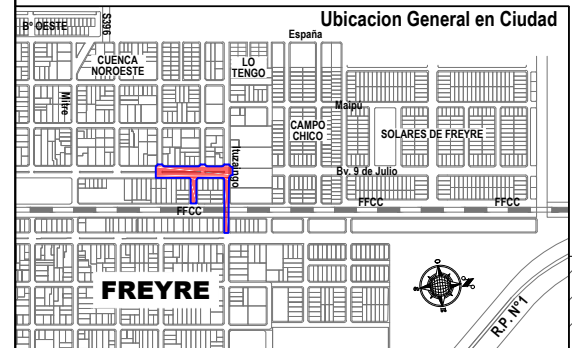 Ubicacion General en Ciudad
Bº OESTE
S396
España
CUENCA
NOROESTE
LO
TENGO
Mitre
Maipú
CAMPO
CHICO
SOLARES DE FREYRE
Ituzaingo
Bv. 9 de Julio
FFCC
FFCC
FFCC
FREYRE
R.P. Nº1